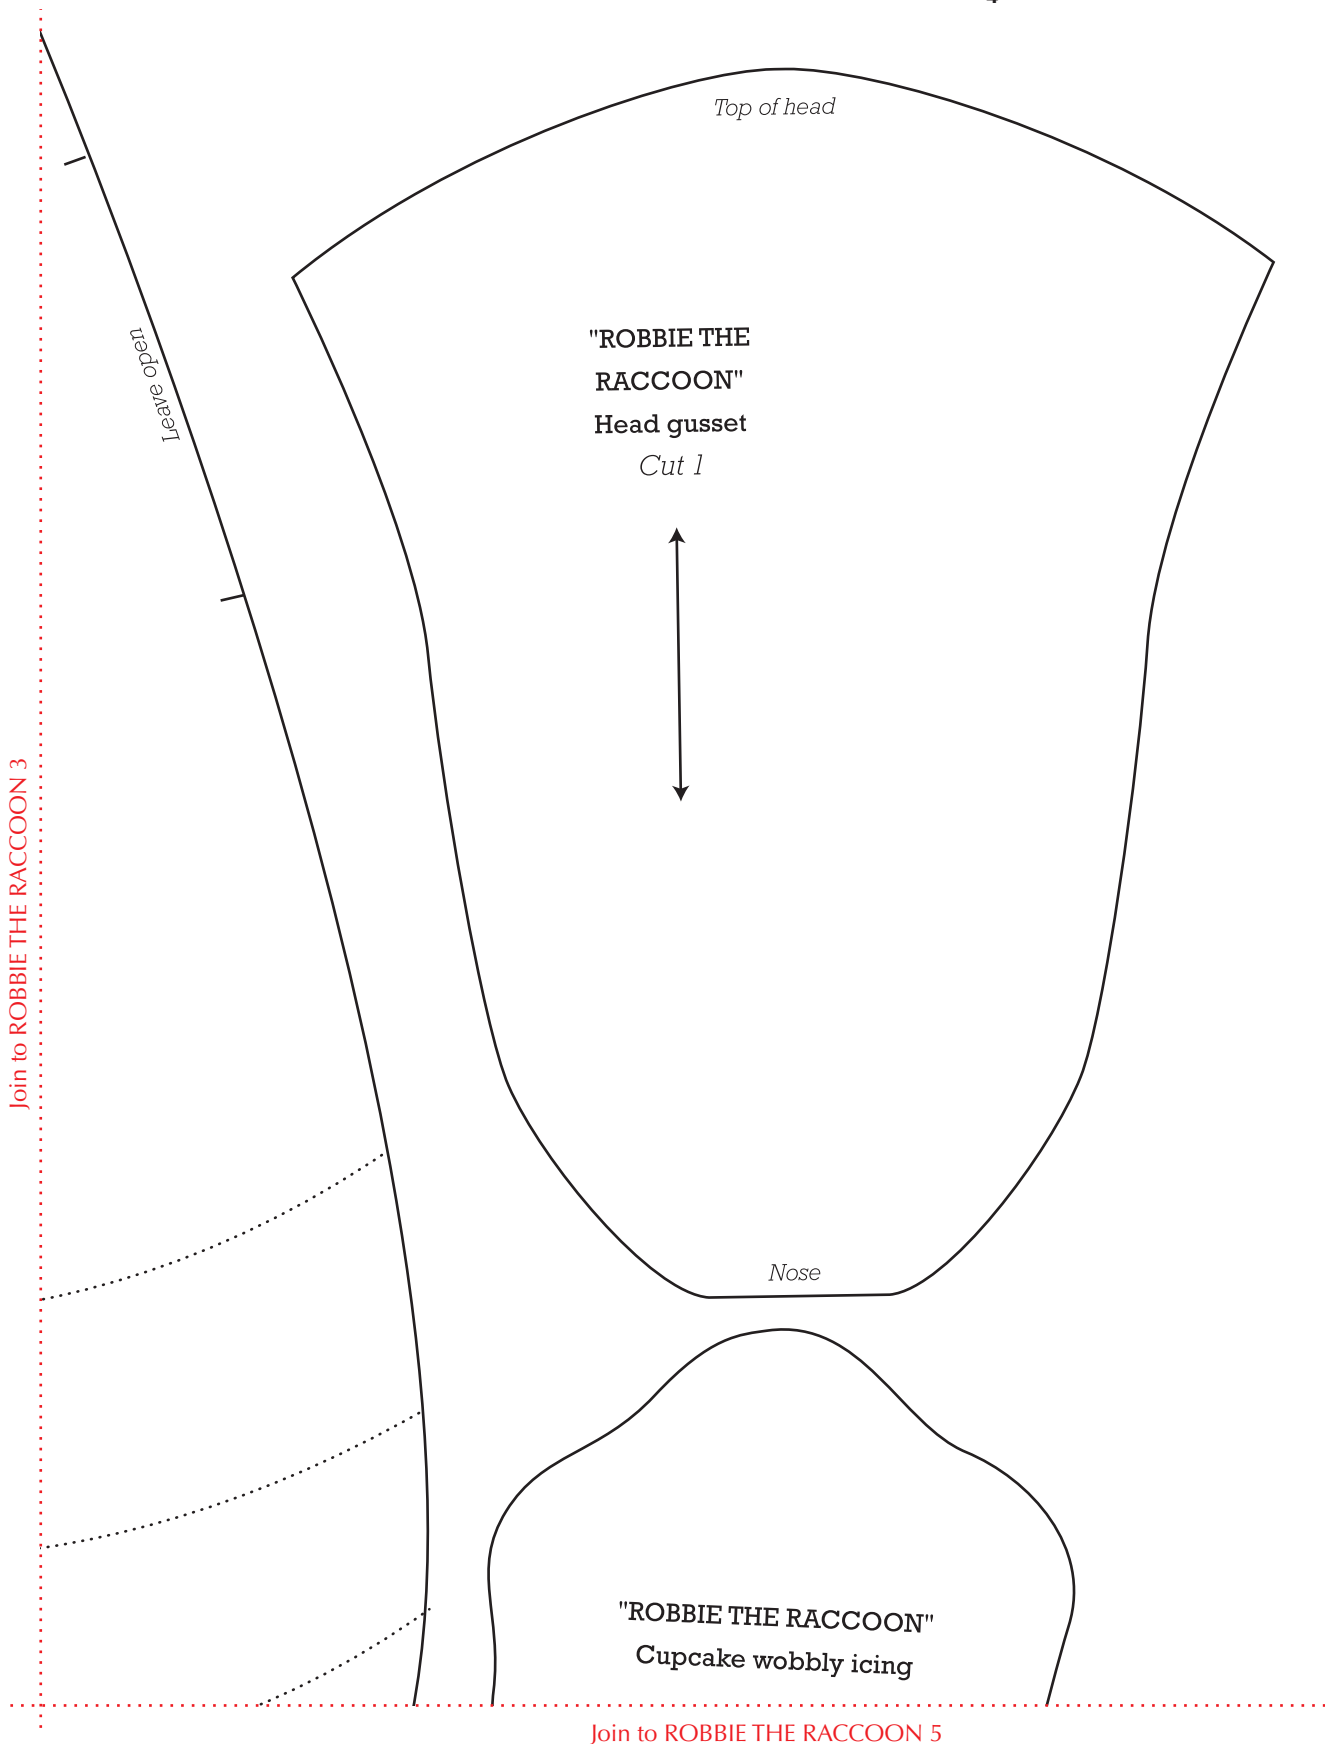 Top of head
Leave open
"ROBBIE THE
RACCOON"
Head gusset
Cut 1
Join to ROBBIE THE RACCOON 3
Nose
"ROBBIE THE RACCOON"
Cupcake wobbly icing
Join to ROBBIE THE RACCOON 5